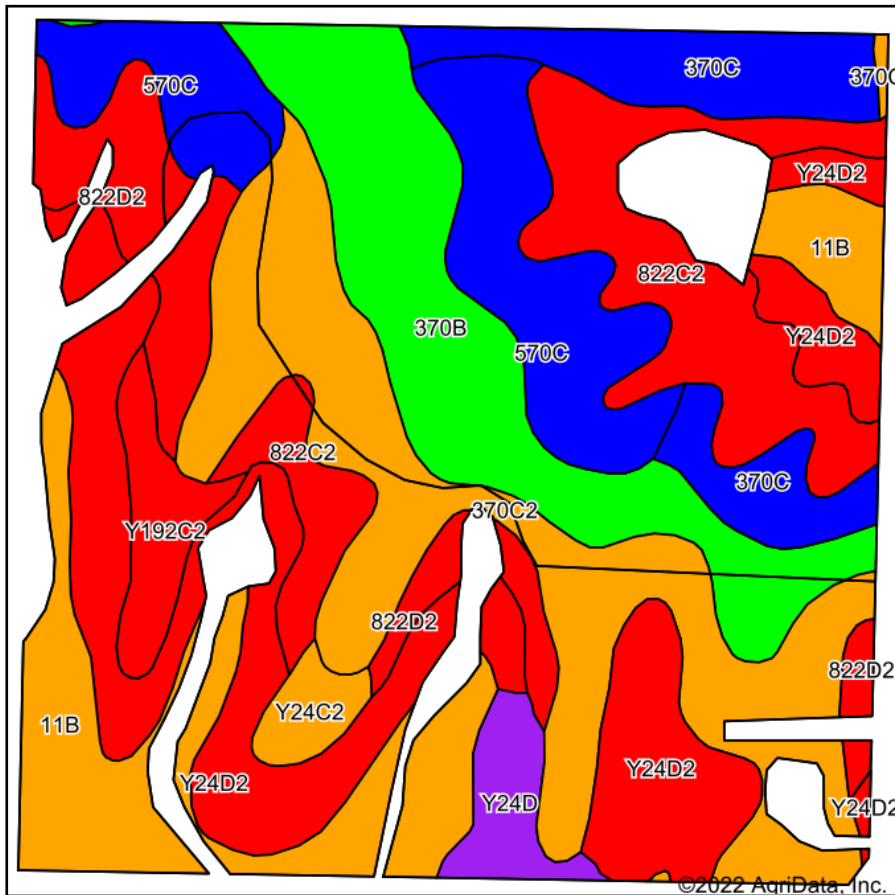 370C
370C
570C
Y24D2
822D2
11B
822C2
370B
Y24D2
570C
822C2
370C
370C2
Y192C2
822D2
822D2
Y24C2
11B
Y24D2
Y24D2
Y24D
Y24D2
©2022 AgriData, Inc.